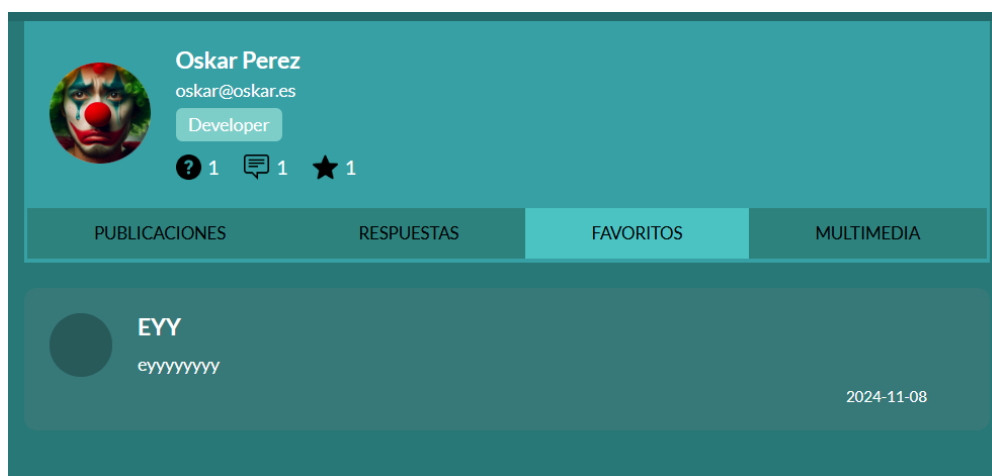 Oskar Perez
oskar@oskar.es
Developer
? 1 1 1
PUBLICACIONES RESPUESTAS FAVORITOS MULTIMEDIA
EYY
eyyyyyyyy
2024-11-08